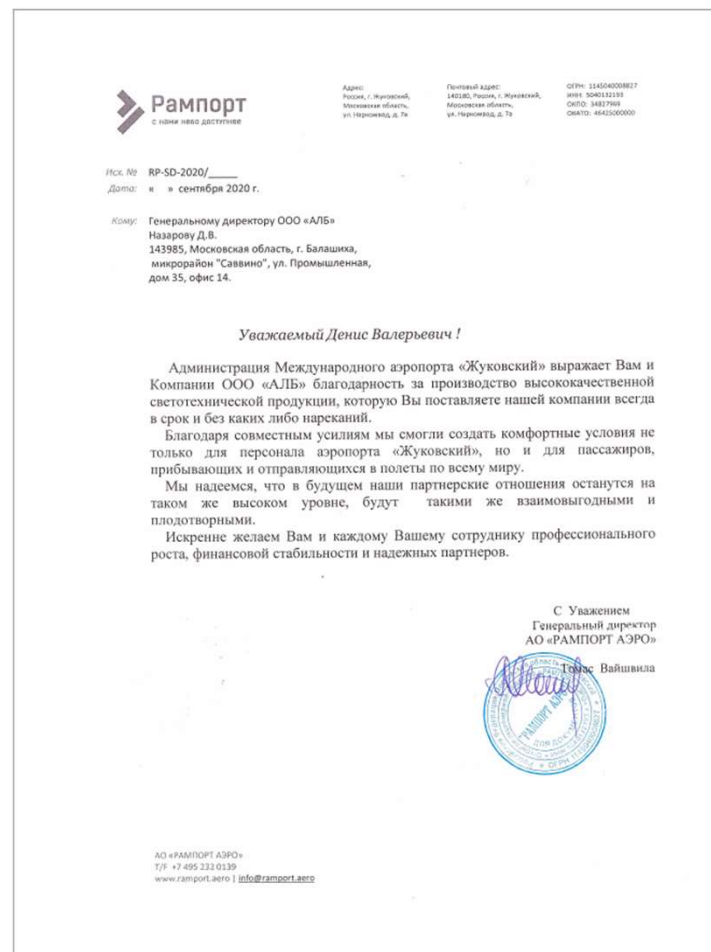 Рампорт
с нами небо доступнее
Адрес:
Россия, г. Жуковский,
Московская область,
ул. Наркомвод, д. 7а
Почтовый адрес:
140180, Россия, г. Жуковский,
Московская область,
ул. Наркомвод, д. 7а
ОГРН: 1145040008827
ИНН: 5040132193
ОКПО: 34827969
ОКАТО: 46425000000
Исх. № RP-SD-2020/_____
Дата: « » сентября 2020 г.
Кому: Генеральному директору ООО «АЛБ»
Назарову Д.В.
143985, Московская область, г. Балашиха,
микрорайон "Саввино", ул. Промышленная,
дом 35, офис 14.
Уважаемый Денис Валерьевич !
Администрация Международного аэропорта «Жуковский» выражает Вам и
Компании ООО «АЛБ» благодарность за производство высококачественной
светотехнической продукции, которую Вы поставляете нашей компании всегда
в срок и без каких либо нареканий.
Благодаря совместным усилиям мы смогли создать комфортные условия не
только для персонала аэропорта «Жуковский», но и для пассажиров,
прибывающих и отправляющихся в полеты по всему миру.
Мы надеемся, что в будущем наши партнерские отношения останутся на
таком же высоком уровне, будут такими же взаимовыгодными и
плодотворными.
Искренне желаем Вам и каждому Вашему сотруднику профессионального
роста, финансовой стабильности и надежных партнеров.
С Уважением
Генеральный директор
АО «РАМПОРТ АЭРО»
Томас Вайшвила
"РАМПОРТ АЭРО"
АО «РАМПОРТ АЭРО»
T/F +7 495 232 0139
www.ramport.aero | info@ramport.aero